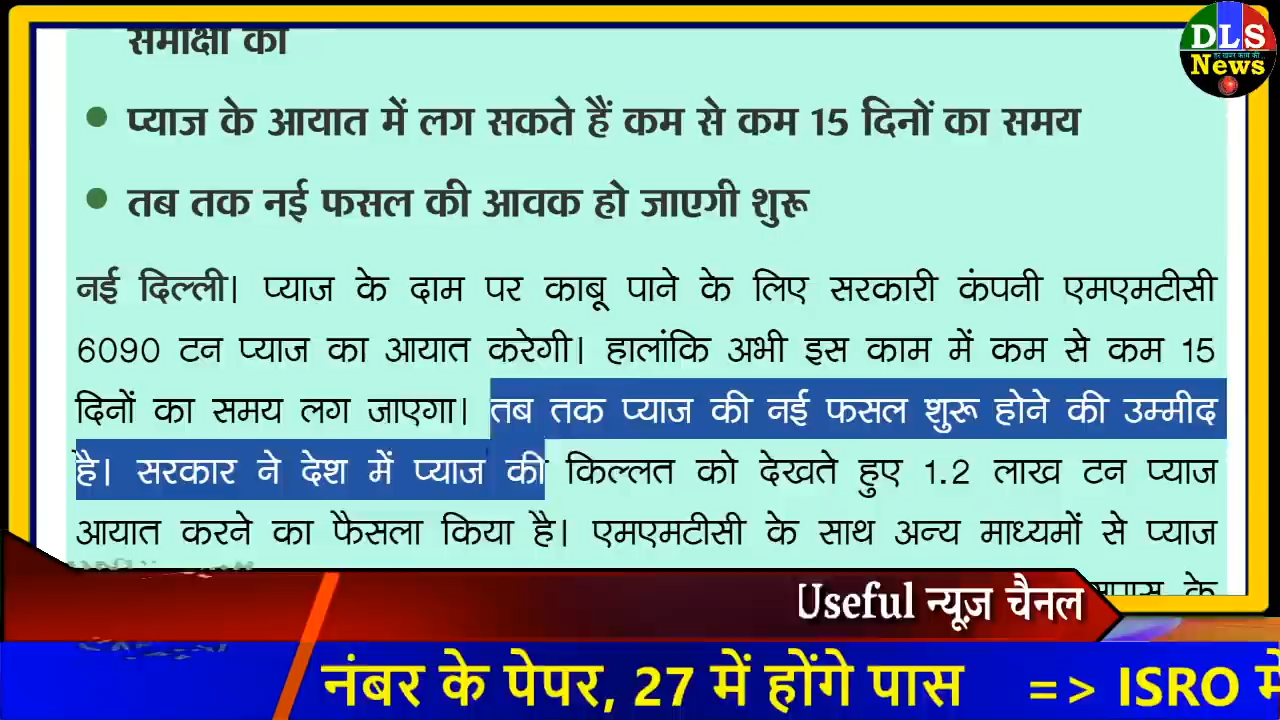 समीक्षा की
प्याज के आयात में लग सकते हैं कम से कम 15 दिनों का समय
तब तक नई फसल की आवक हो जाएगी शुरू
नई दिल्ली। प्याज के दाम पर काबू पाने के लिए सरकारी कंपनी एमएमटीसी
6090 टन प्याज का आयात करेगी। हालांकि अभी इस काम में कम से कम 15
दिनों का समय लग जाएगा। तब तक प्याज की नई फसल शुरू होने की उम्मीद
है। सरकार ने देश में प्याज की किल्लत को देखते हुए 1.2 लाख टन प्याज
आयात करने का फैसला किया है। एमएमटीसी के साथ अन्य माध्यमों से प्याज
के
DLS
News
Useful न्यूज़ चैनल
नंबर के पेपर, 27 में होंगे पास => ISRO में